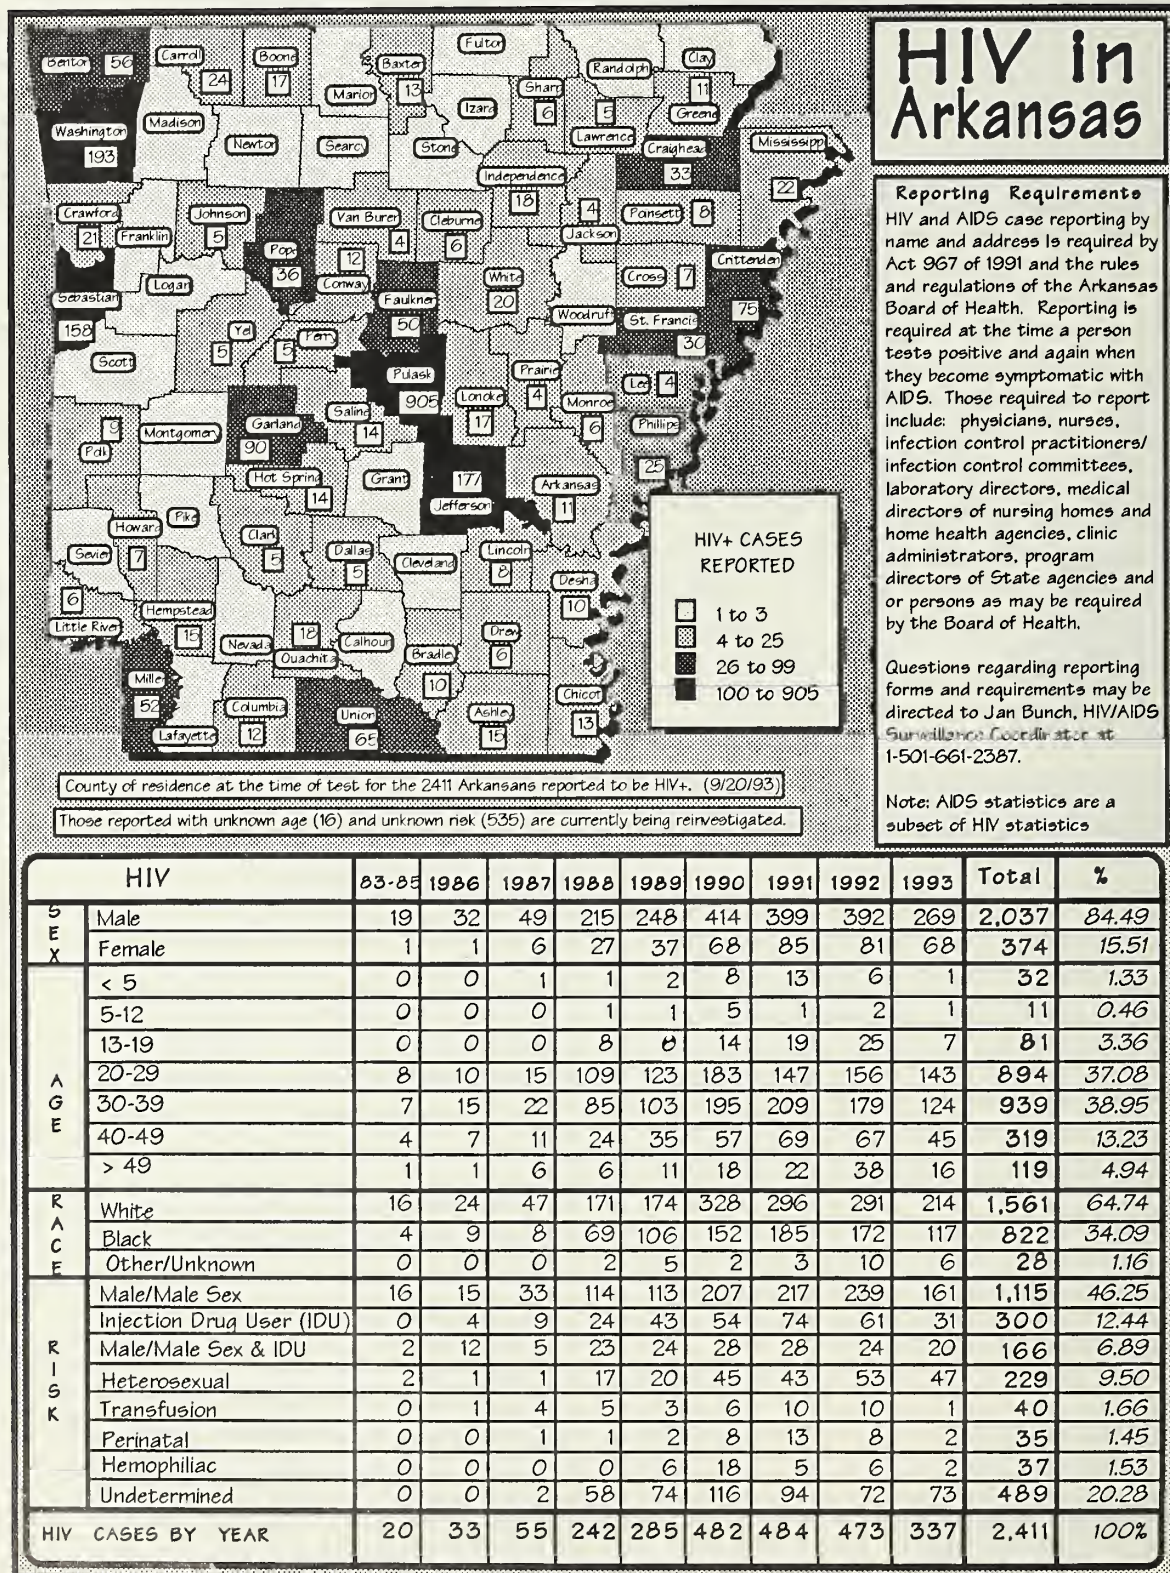 HIV in
Arkansas
Bentor 56
Carroll
24
Boone
17
Marior
Baxter
13
Fultor
Izard
Sharp
6
Randolph
Clay
11
Greene
5
Lawrence
Washington
193
Madison
Newtor
Searcy
Stone
Craighead
33
Mississipp
22
Independence
18
Crawford
21
Franklin
Johnson
5
Pope
36
Van Burer
4
Cleburne
6
4
Jackson
Poinsett 8
12
Conway
Logan
White
20
Cross 7
Crittenden
75
Sebastian
158
Faulkner
50
Woodruff
St. Francis
30
Yel
5
Perry
5
Scott
Pulask
905
Prairie
4
Lee 4
Lonoke
17
Monroe
6
Phillips
25
9
Polk
Montgomery
Garland
90
Saline
14
Hot Spring
14
Grant
177
Jefferson
Arkansas
11
Pike
Howard
7
Clark
5
Dallas
5
Cleveland
Lincoln
8
Sevier
6
Little River
Desha
10
Hempstead
15
Nevada
18
Ouachita
Calhoun
Drew
6
Bradley
10
Miller
52
Lafayette
Columbia
12
Union
65
Ashley
15
Chicot
13
HIV+ CASES
REPORTED
1 to 3
4 to 25
26 to 99
100 to 905
County of residence at the time of test for the 2411 Arkansans reported to be HIV+. (9/20/93)
Those reported with unknown age (16) and unknown risk (535) are currently being reinvestigated.
Reporting Requirements
HIV and AIDS case reporting by
name and address is required by
Act 967 of 1991 and the rules
and regulations of the Arkansas
Board of Health. Reporting is
required at the time a person
tests positive and again when
they become symptomatic with
AIDS. Those required to report
include: physicians, nurses,
infection control practitioners/
infection control committees,
laboratory directors, medical
directors of nursing homes and
home health agencies, clinic
administrators, program
directors of State agencies and
or persons as may be required
by the Board of Health.
Questions regarding reporting
forms and requirements may be
directed to Jan Bunch, HIV/AIDS
Surveillance Coordinator at
1-501-661-2387.
Note: AIDS statistics are a
subset of HIV statistics
HIV 83-85 1986 1987 1988 1989 1990 1991 1992 1993 Total %
SEX
Male 19 32 49 215 248 414 399 392 269 2,037 84.49
Female 1 1 6 27 37 68 85 81 68 374 15.51
AGE
< 5 0 0 1 1 2 8 13 6 1 32 1.33
5-12 0 0 0 1 1 5 1 2 1 11 0.46
13-19 0 0 0 8 8 14 19 25 7 81 3.36
20-29 8 10 15 109 123 183 147 156 143 894 37.08
30-39 7 15 22 85 103 195 209 179 124 939 38.95
40-49 4 7 11 24 35 57 69 67 45 319 13.23
> 49 1 1 6 6 11 18 22 38 16 119 4.94
RACE
White 16 24 47 171 174 328 296 291 214 1,561 64.74
Black 4 9 8 69 106 152 185 172 117 822 34.09
Other/Unknown 0 0 0 2 5 2 3 10 6 28 1.16
RISK
Male/Male Sex 16 15 33 114 113 207 217 239 161 1,115 46.25
Injection Drug User (IDU) 0 4 9 24 43 54 74 61 31 300 12.44
Male/Male Sex & IDU 2 12 5 23 24 28 28 24 20 166 6.89
Heterosexual 2 1 1 17 20 45 43 53 47 229 9.50
Transfusion 0 1 4 5 3 6 10 10 1 40 1.66
Perinatal 0 0 1 1 2 8 13 8 2 35 1.45
Hemophiliac 0 0 0 0 6 18 5 6 2 37 1.53
Undetermined 0 0 2 58 74 116 94 72 73 489 20.28
HIV CASES BY YEAR 20 33 55 242 285 482 484 473 337 2,411 100%